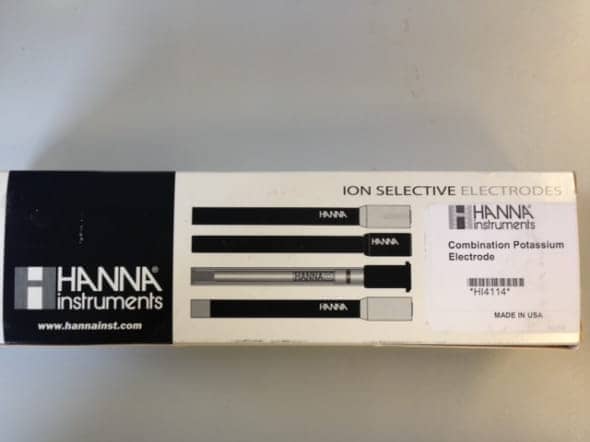 HANNA®
instruments
www.hannainst.com
ION SELECTIVE ELECTRODES
HANNA
HANNA
HANNA
HANNA
HANNA®
instruments
Combination Potassium
Electrode
*HI4114*
MADE IN USA